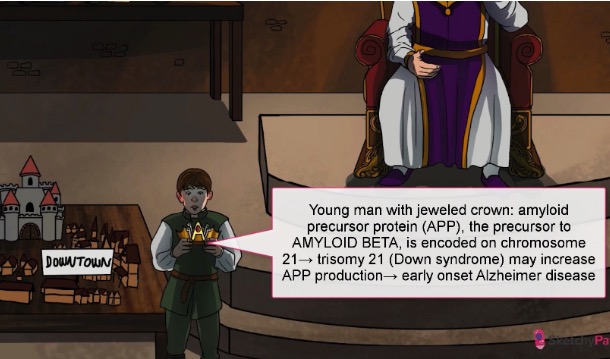 DOWNTOWN
Young man with jeweled crown: amyloid
precursor protein (APP), the precursor to
AMYLOID BETA, is encoded on chromosome
21→ trisomy 21 (Down syndrome) may increase
APP production→ early onset Alzheimer disease
SketchyPa